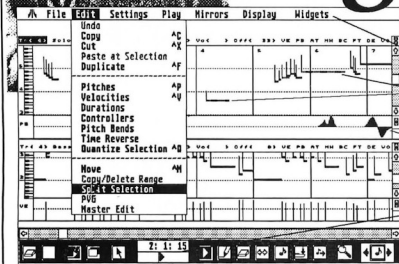 File Edit Settings Play Mirrors Display Widgets
Undo
Copy ^C
Cut ^X
Paste at Selection
Duplicate ^F
Pitches ^P
Velocities ^V
Durations
Controllers
Pitch Bends
Time Reverse
Quantize Selection ^Q
Move ^M
Copy/Delete Range
Split Selection
PVG
Master Edit
2: 1: 15